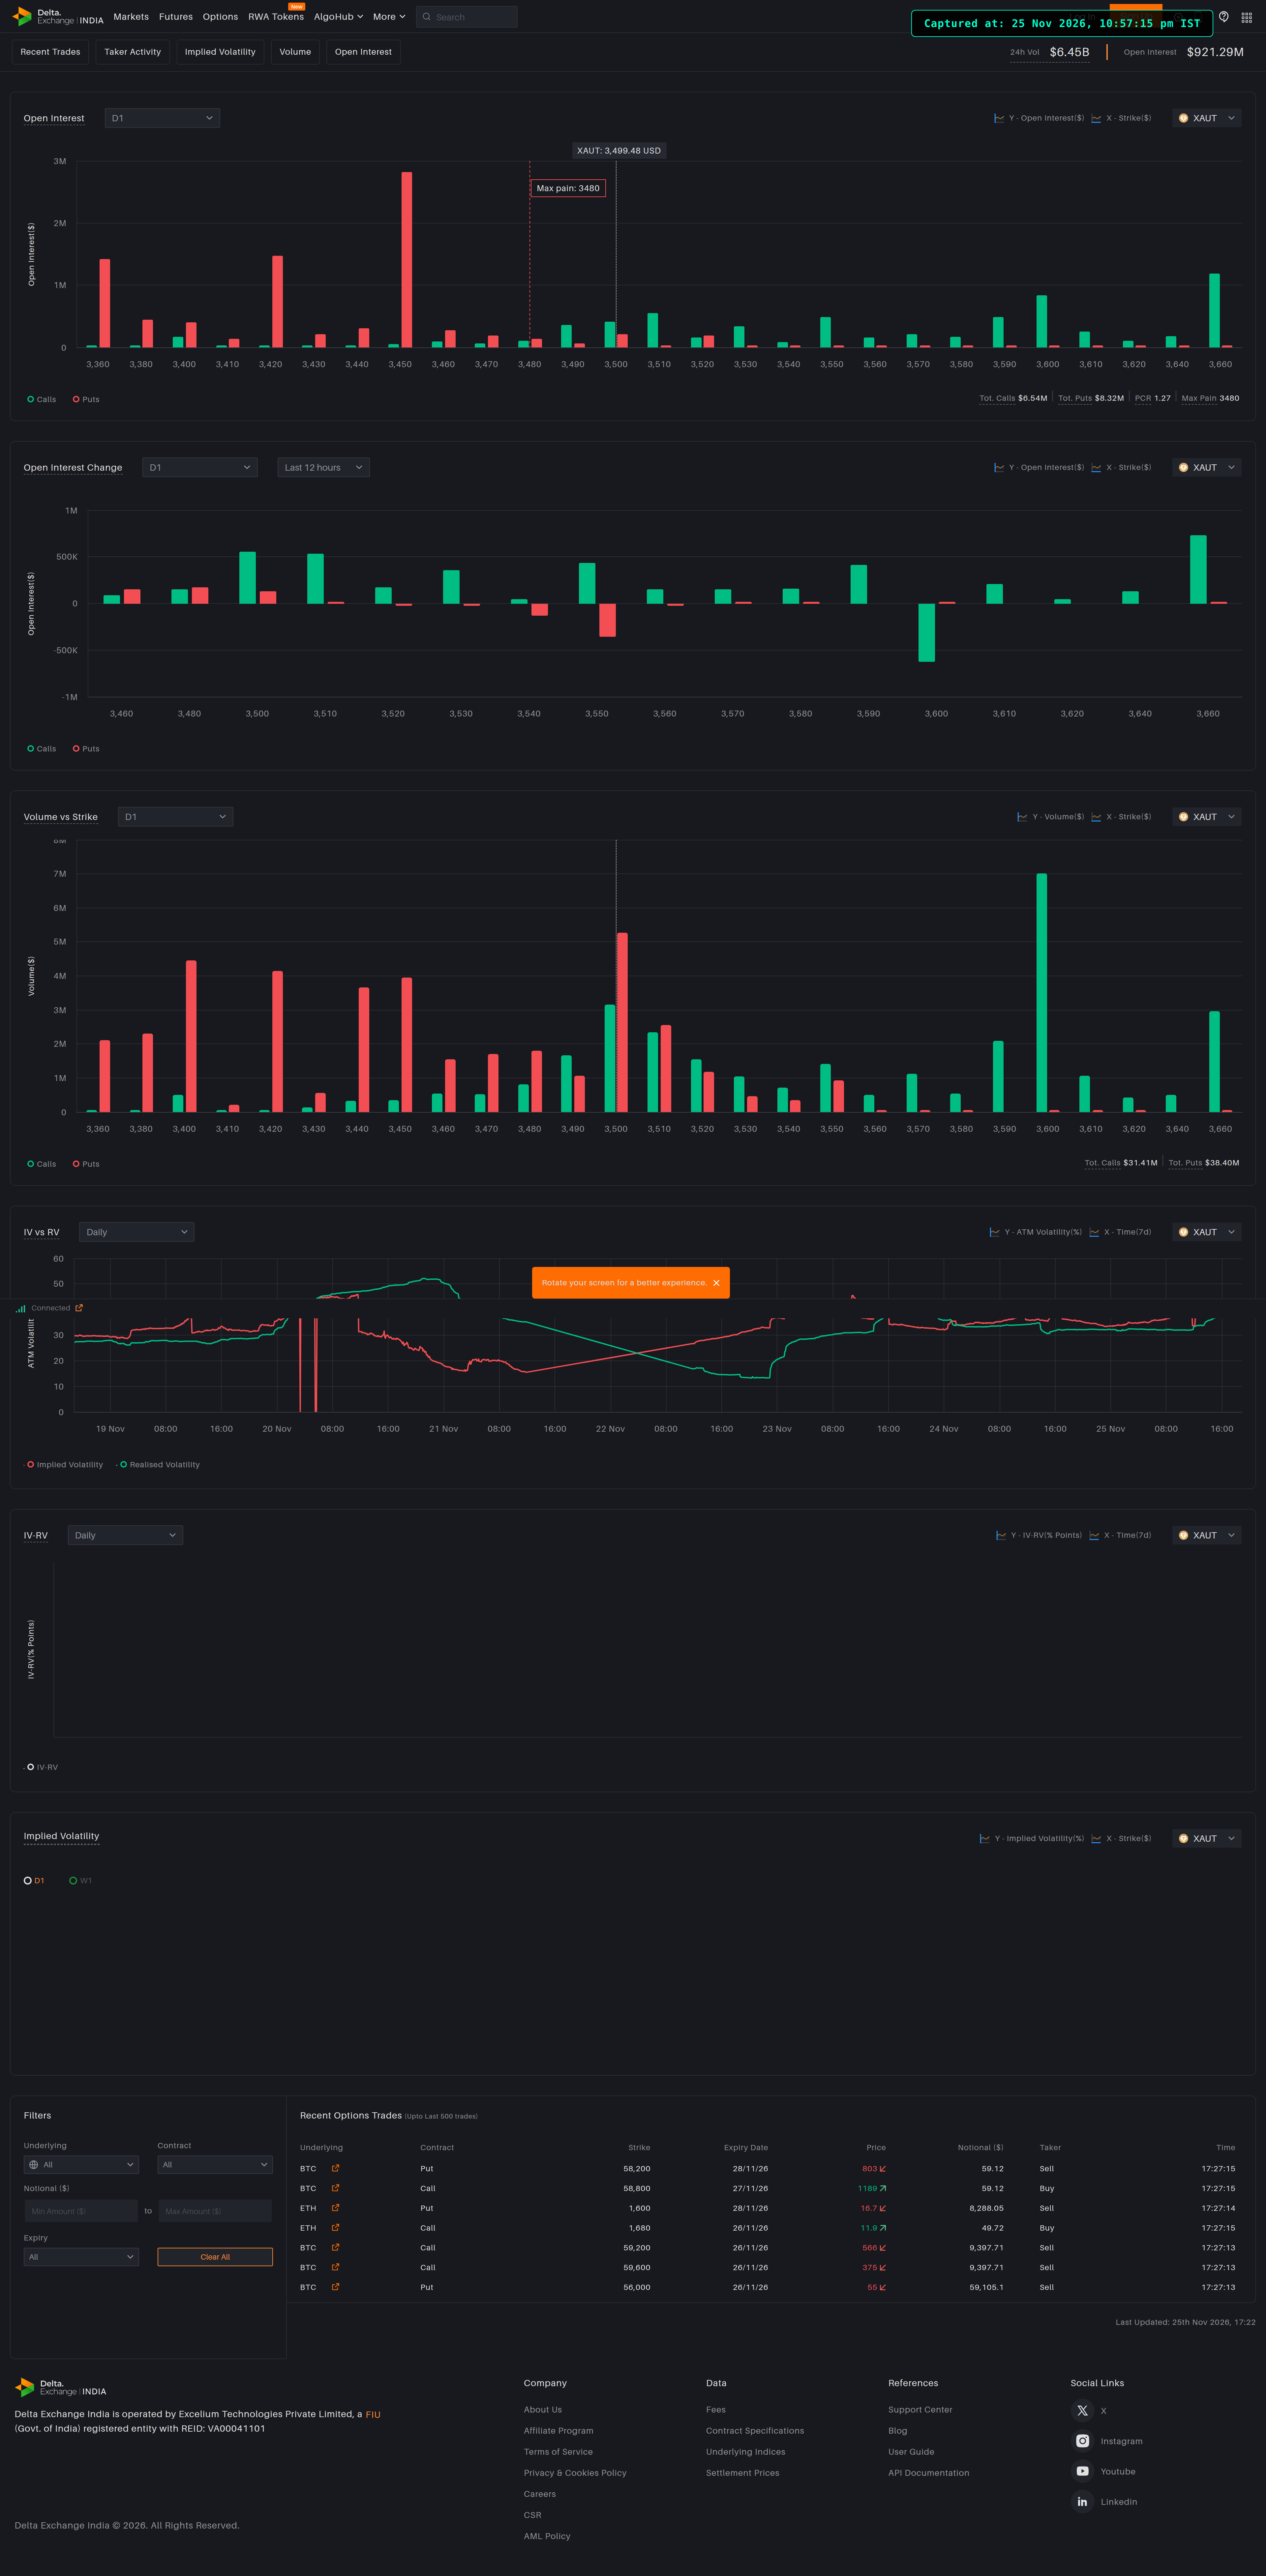 Delta. Exchange | INDIA
Markets Futures Options RWA Tokens New AlgoHub More Search
Captured at: 25 Nov 2026, 10:57:15 pm IST
Recent Trades Taker Activity Implied Volatility Volume Open Interest
24h Vol $6.45B Open Interest $921.29M
Open Interest D1 Y - Open Interest($) X - Strike($) XAUT
XAUT: 3,499.48 USD
Max pain: 3480
3M
2M
1M
0
Open Interest($)
3,360 3,380 3,400 3,410 3,420 3,430 3,440 3,450 3,460 3,470 3,480 3,490 3,500 3,510 3,520 3,530 3,540 3,550 3,560 3,570 3,580 3,590 3,600 3,610 3,620 3,640 3,660
Calls Puts
Tot. Calls $6.54M Tot. Puts $8.32M PCR 1.27 Max Pain 3480
Open Interest Change D1 Last 12 hours Y - Open Interest($) X - Strike($) XAUT
1M
500K
0
-500K
-1M
Open Interest($)
3,460 3,480 3,500 3,510 3,520 3,530 3,540 3,550 3,560 3,570 3,580 3,590 3,600 3,610 3,620 3,640 3,660
Calls Puts
Volume vs Strike D1 Y - Volume($) X - Strike($) XAUT
8M
7M
6M
5M
4M
3M
2M
1M
0
Volume($)
3,360 3,380 3,400 3,410 3,420 3,430 3,440 3,450 3,460 3,470 3,480 3,490 3,500 3,510 3,520 3,530 3,540 3,550 3,560 3,570 3,580 3,590 3,600 3,610 3,620 3,640 3,660
Calls Puts
Tot. Calls $31.41M Tot. Puts $38.40M
IV vs RV Daily Y - ATM Volatility(%) X - Time(7d) XAUT
60
50
Rotate your screen for a better experience.
Connected
30
20
10
0
ATM Volatilit
19 Nov 08:00 16:00 20 Nov 08:00 16:00 21 Nov 08:00 16:00 22 Nov 08:00 16:00 23 Nov 08:00 16:00 24 Nov 08:00 16:00 25 Nov 08:00 16:00
Implied Volatility Realised Volatility
IV-RV Daily Y - IV-RV(% Points) X - Time(7d) XAUT
IV-RV(% Points)
IV-RV
Implied Volatility Y - Implied Volatility(%) X - Strike($) XAUT
D1 W1
Filters
Underlying Contract
All All
Notional ($)
Min Amount ($) to Max Amount ($)
Expiry
All Clear All
Recent Options Trades (Upto Last 500 trades)
Underlying Contract Strike Expiry Date Price Notional ($) Taker Time
BTC Put 58,200 28/11/26 803 59.12 Sell 17:27:15
BTC Call 58,800 27/11/26 1189 59.12 Buy 17:27:15
ETH Put 1,600 28/11/26 16.7 8,288.05 Sell 17:27:14
ETH Call 1,680 26/11/26 11.9 49.72 Buy 17:27:15
BTC Call 59,200 26/11/26 566 9,397.71 Sell 17:27:13
BTC Call 59,600 26/11/26 375 9,397.71 Sell 17:27:13
BTC Put 56,000 26/11/26 55 59,105.1 Sell 17:27:13
Last Updated: 25th Nov 2026, 17:22
Delta. Exchange | INDIA
Delta Exchange India is operated by Excelium Technologies Private Limited, a FIU
(Govt. of India) registered entity with REID: VA00041101
Delta Exchange India © 2026. All Rights Reserved.
Company
About Us
Affiliate Program
Terms of Service
Privacy & Cookies Policy
Careers
CSR
AML Policy
Data
Fees
Contract Specifications
Underlying Indices
Settlement Prices
References
Support Center
Blog
User Guide
API Documentation
Social Links
X
Instagram
Youtube
Linkedin